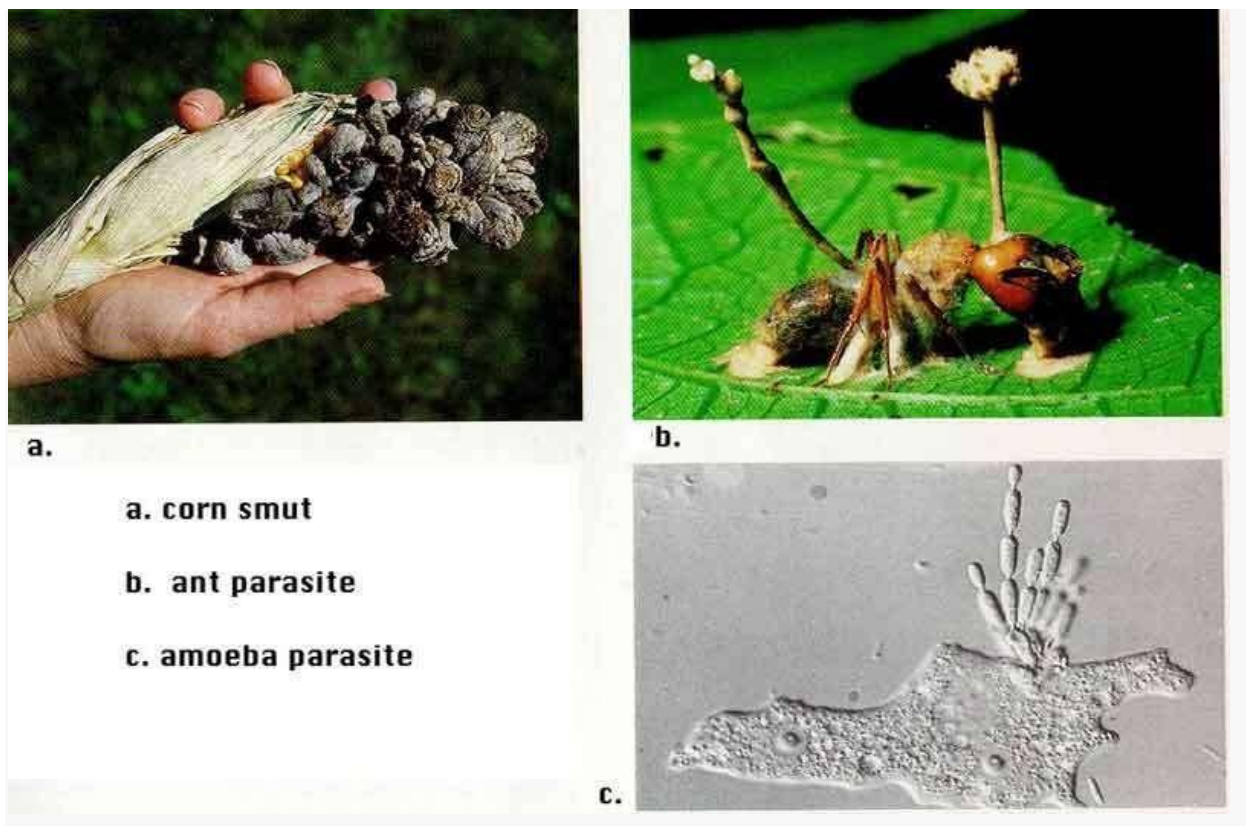 a.
b.
a. corn smut
b. ant parasite
c. amoeba parasite
c.